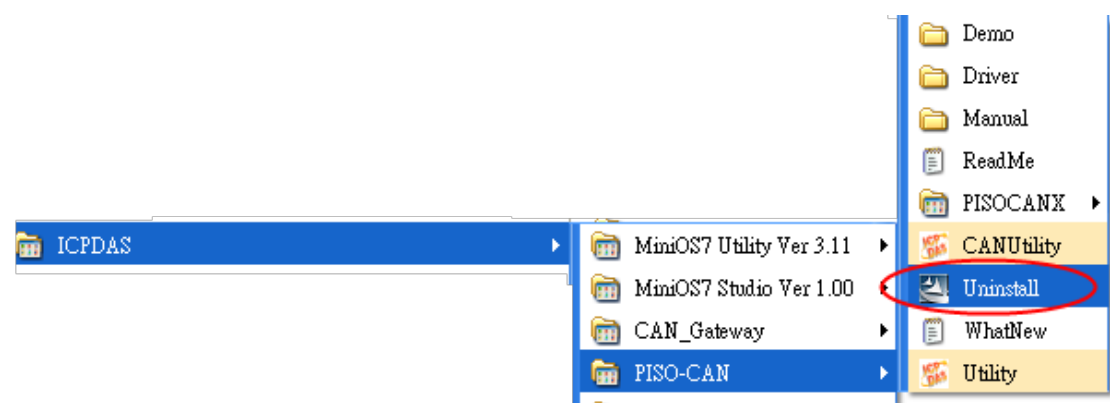 ICPDAS
MiniOS7 Utility Ver 3.11
MiniOS7 Studio Ver 1.00
CAN_Gateway
PISO-CAN
Demo
Driver
Manual
ReadMe
PISOCANX
CANUtility
Uninstall
WhatNew
Utility